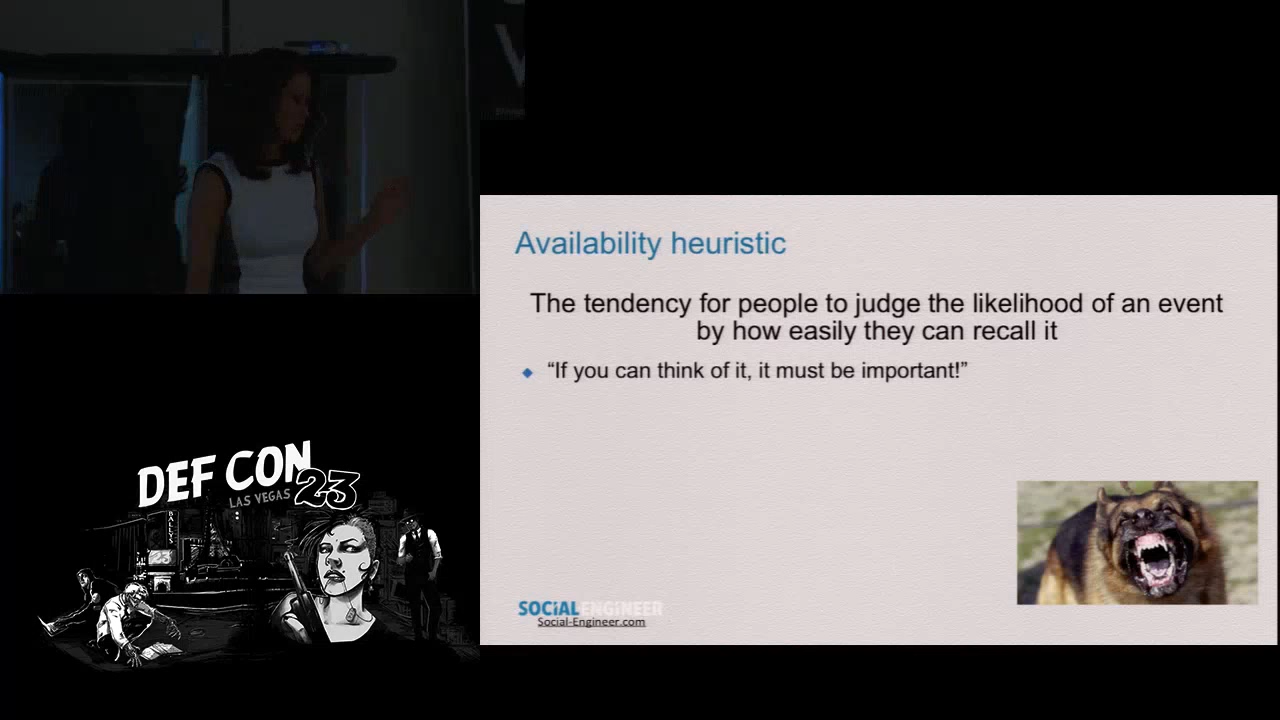 Availability heuristic
The tendency for people to judge the likelihood of an event
by how easily they can recall it
◆ “If you can think of it, it must be important!”
SOCIAL ENGINEER
Social-Engineer.com
DEF CON
LAS VEGAS 23
BALLYS
23